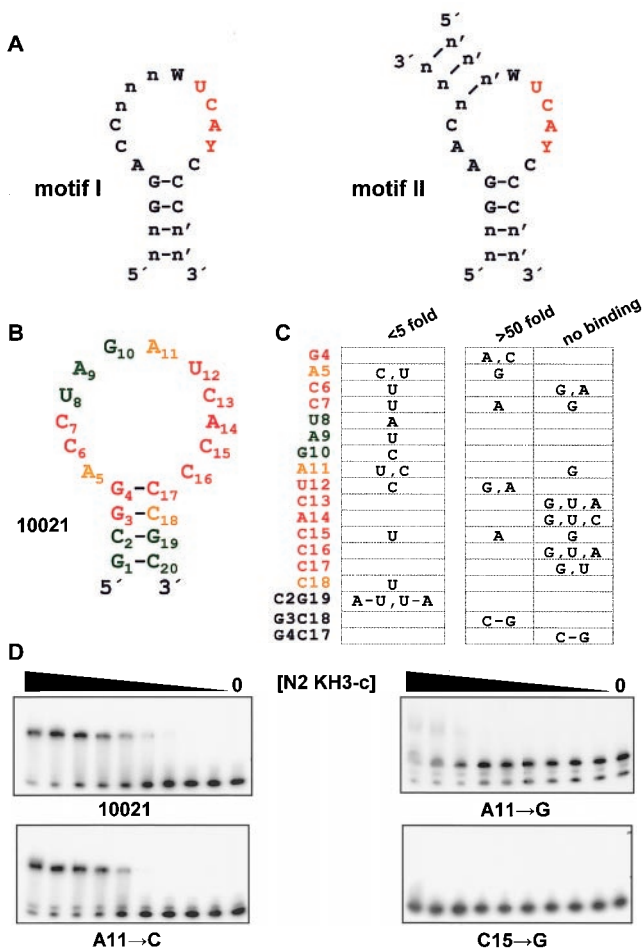 A
n n n W
n U
C C
C A
A Y
C
G-C
G-C
n-n'
n-n'
5´ 3´
motif I
5´
n'
3´ n'
n n' W
n U
n C
C A
A Y
A C
G-C
G-C
n-n'
n-n'
5´ 3´
motif II
B
G10 A11
A9 U12
U8 C13
C7 A14
C6 C15
A5 C16
G4-C17
G3-C18
C2-G19
G1-C20
5´ 3´
10021
C
<5 fold >50 fold no binding
G4 A,C
A5 C,U G
C6 U G,A
C7 U A G
U8 A
A9 U
G10 C
A11 U,C G
U12 C G,A
C13 G,U,A
A14 G,U,C
C15 U A G
C16 G,U,A
C17 G,U
C18 U
C2G19 A-U,U-A
G3C18 C-G
G4C17 C-G
D
0 [N2 KH3-c] 0
10021
A11→G
A11→C
C15→G